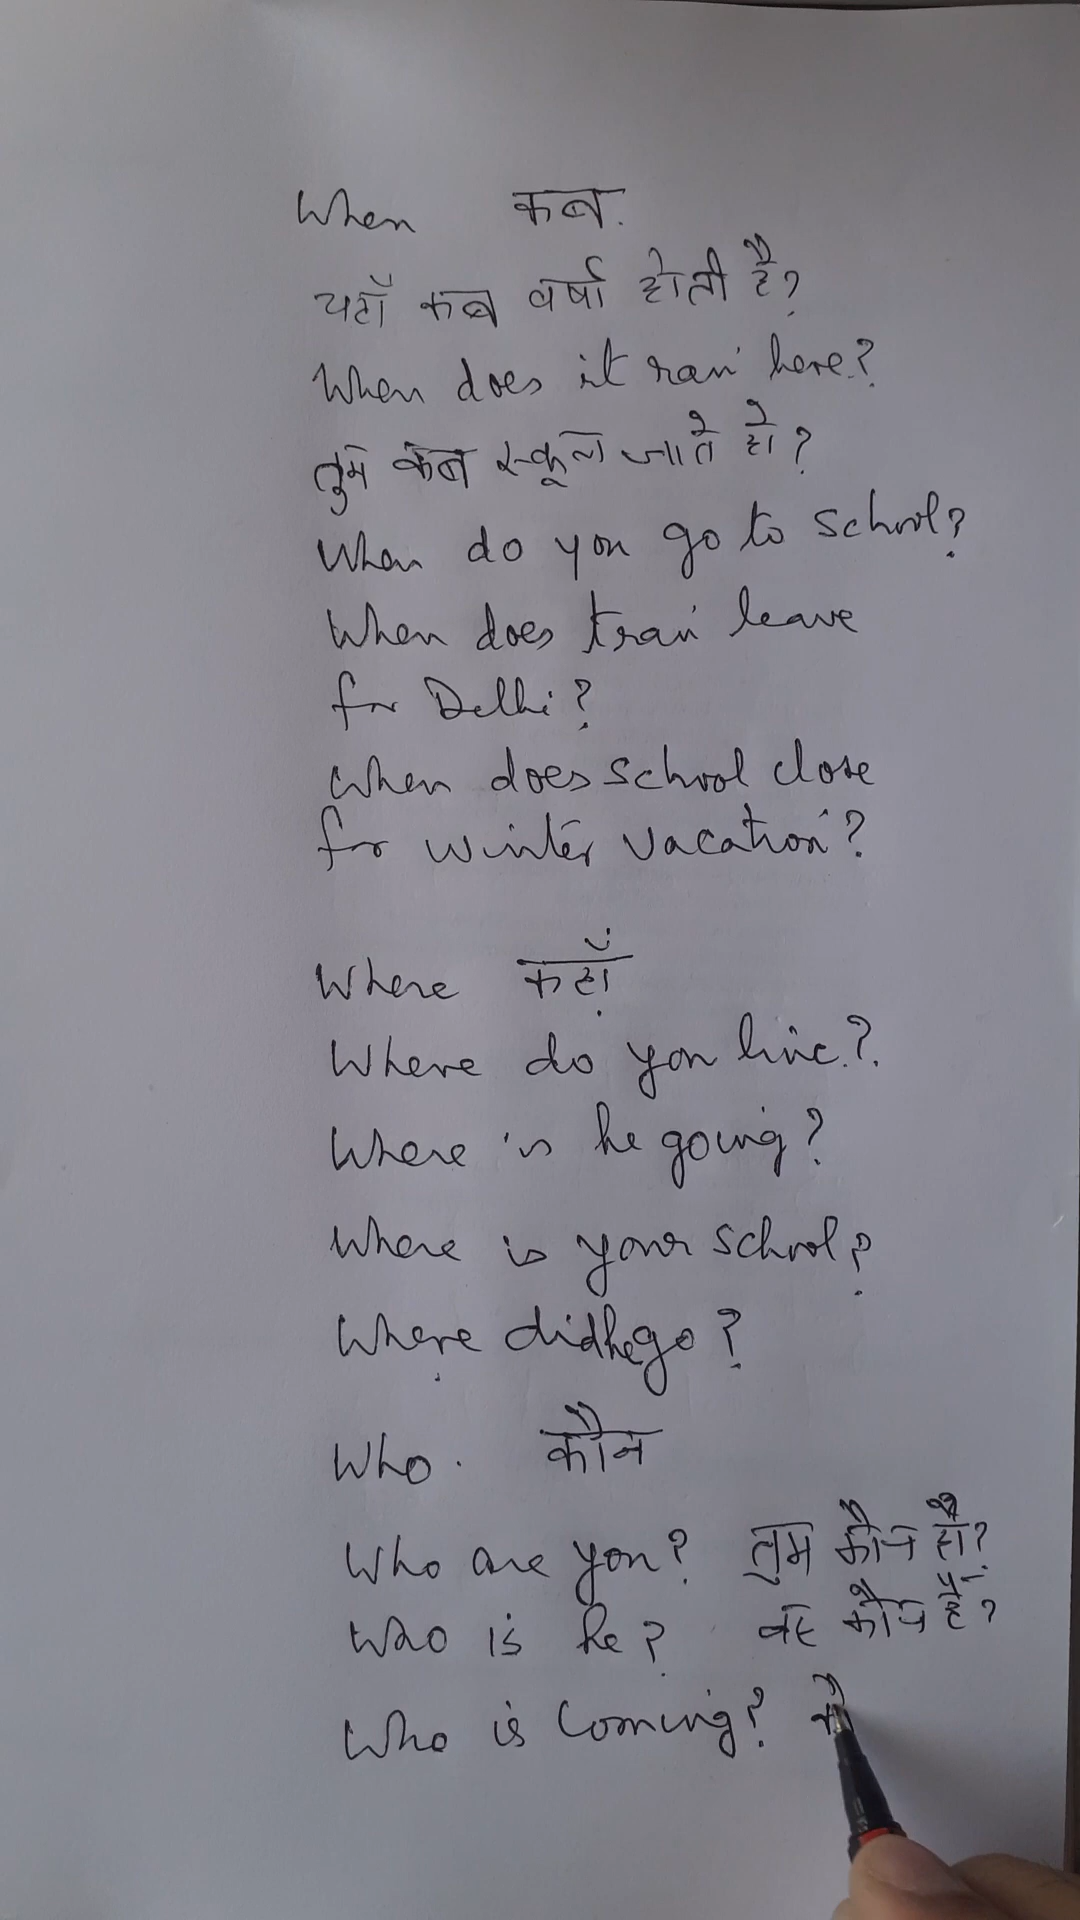 When कब.
यहाँ कब वर्षा होती है?
When does it rain here?
तुम कब स्कूल जाते हो?
When do you go to school?
When does train leave
for Delhi?
When does school close
for winter vacation?
Where कहाँ
Where do you live?
Where is he going?
Where is your school?
Where did he go?
Who. कौन
Who are you? तुम कौन हो?
Who is he? वह कौन है?
Who is coming?